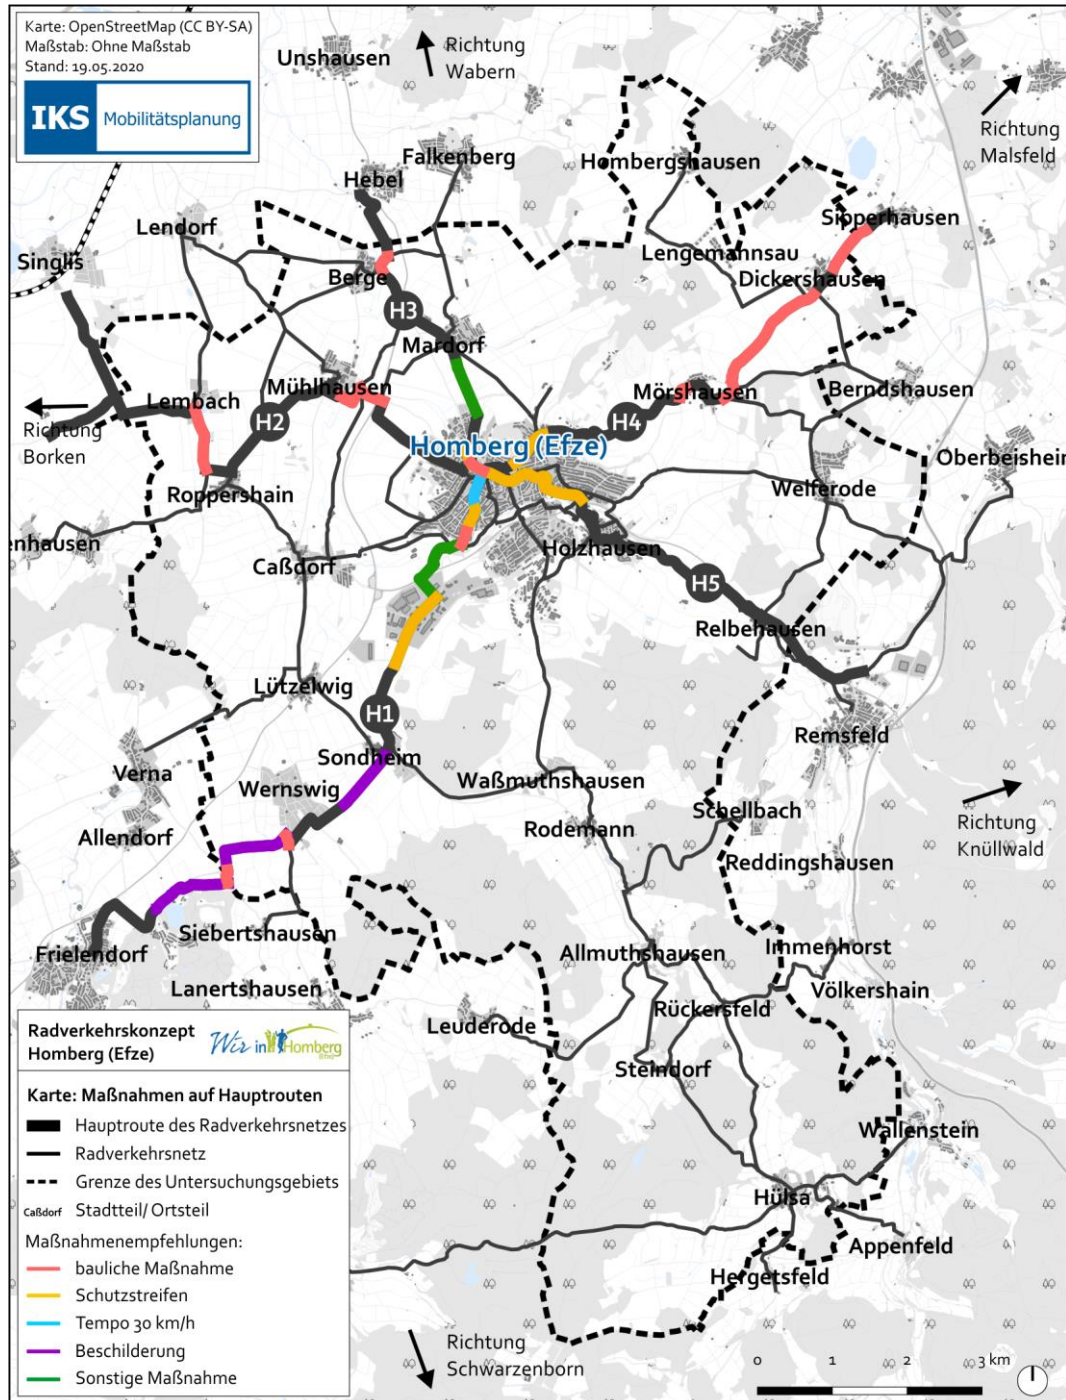 Karte: OpenStreetMap (CC BY-SA)
Maßstab: Ohne Maßstab
Stand: 19.05.2020
IKS Mobilitätsplanung
Unshausen
Richtung
Wabern
Richtung
Malsfeld
Falkenberg
Hebel
Hombergshausen
Lendorf
Sipperhausen
Singlis
Lengemannsau
Berge
Dickershausen
H3
Mardorf
Mühlhausen
Mörshausen
Berndshausen
Lembach
H2
H4
Richtung
Borken
Homberg (Efze)
Oberbeisheim
Roppershain
Welferode
enhausen
Holzhausen
Caßdorf
H5
Relbehausen
Lützelwig
H1
Remsfeld
Sondheim
Verna
Wernswig
Waßmuthshausen
Schellbach
Allendorf
Rodemann
Richtung
Knüllwald
Reddingshausen
Siebertshausen
Frielendorf
Allmuthshausen
Immenhorst
Lanertshausen
Völkershain
Rückersfeld
Leuderode
Steindorf
Wallenstein
Hülsa
Appenfeld
Hergetsfeld
Richtung
Schwarzenborn
Radverkehrskonzept
Homberg (Efze)
Wir in Homberg
Karte: Maßnahmen auf Hauptrouten
Hauptroute des Radverkehrsnetzes
Radverkehrsnetz
Grenze des Untersuchungsgebiets
Caßdorf Stadtteil/ Ortsteil
Maßnahmenempfehlungen:
bauliche Maßnahme
Schutzstreifen
Tempo 30 km/h
Beschilderung
Sonstige Maßnahme
0 1 2 3 km